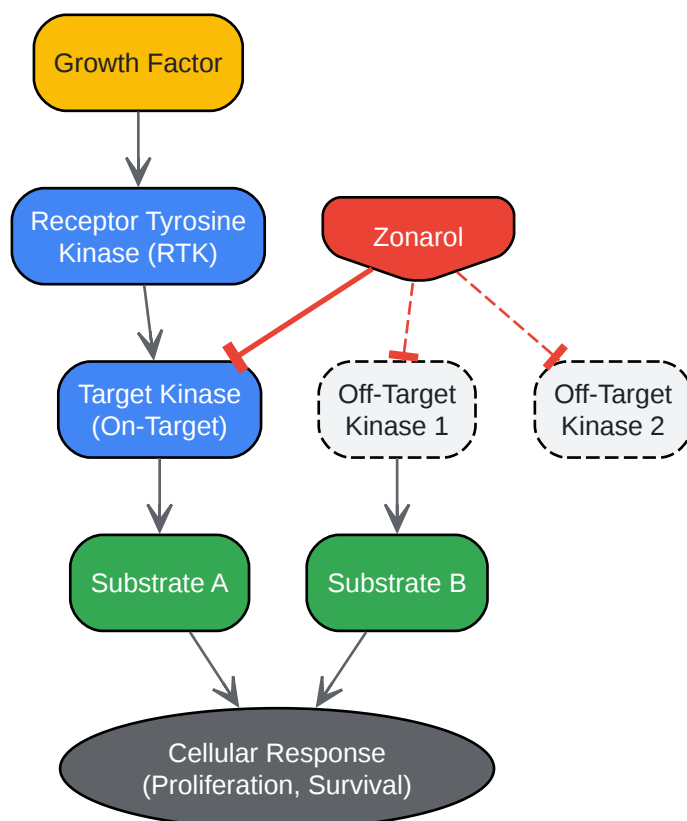 Growth Factor
Receptor Tyrosine
Kinase (RTK)
Zonarol
Target Kinase
(On-Target)
Off-Target
Kinase 1
Off-Target
Kinase 2
Substrate A
Substrate B
Cellular Response
(Proliferation, Survival)